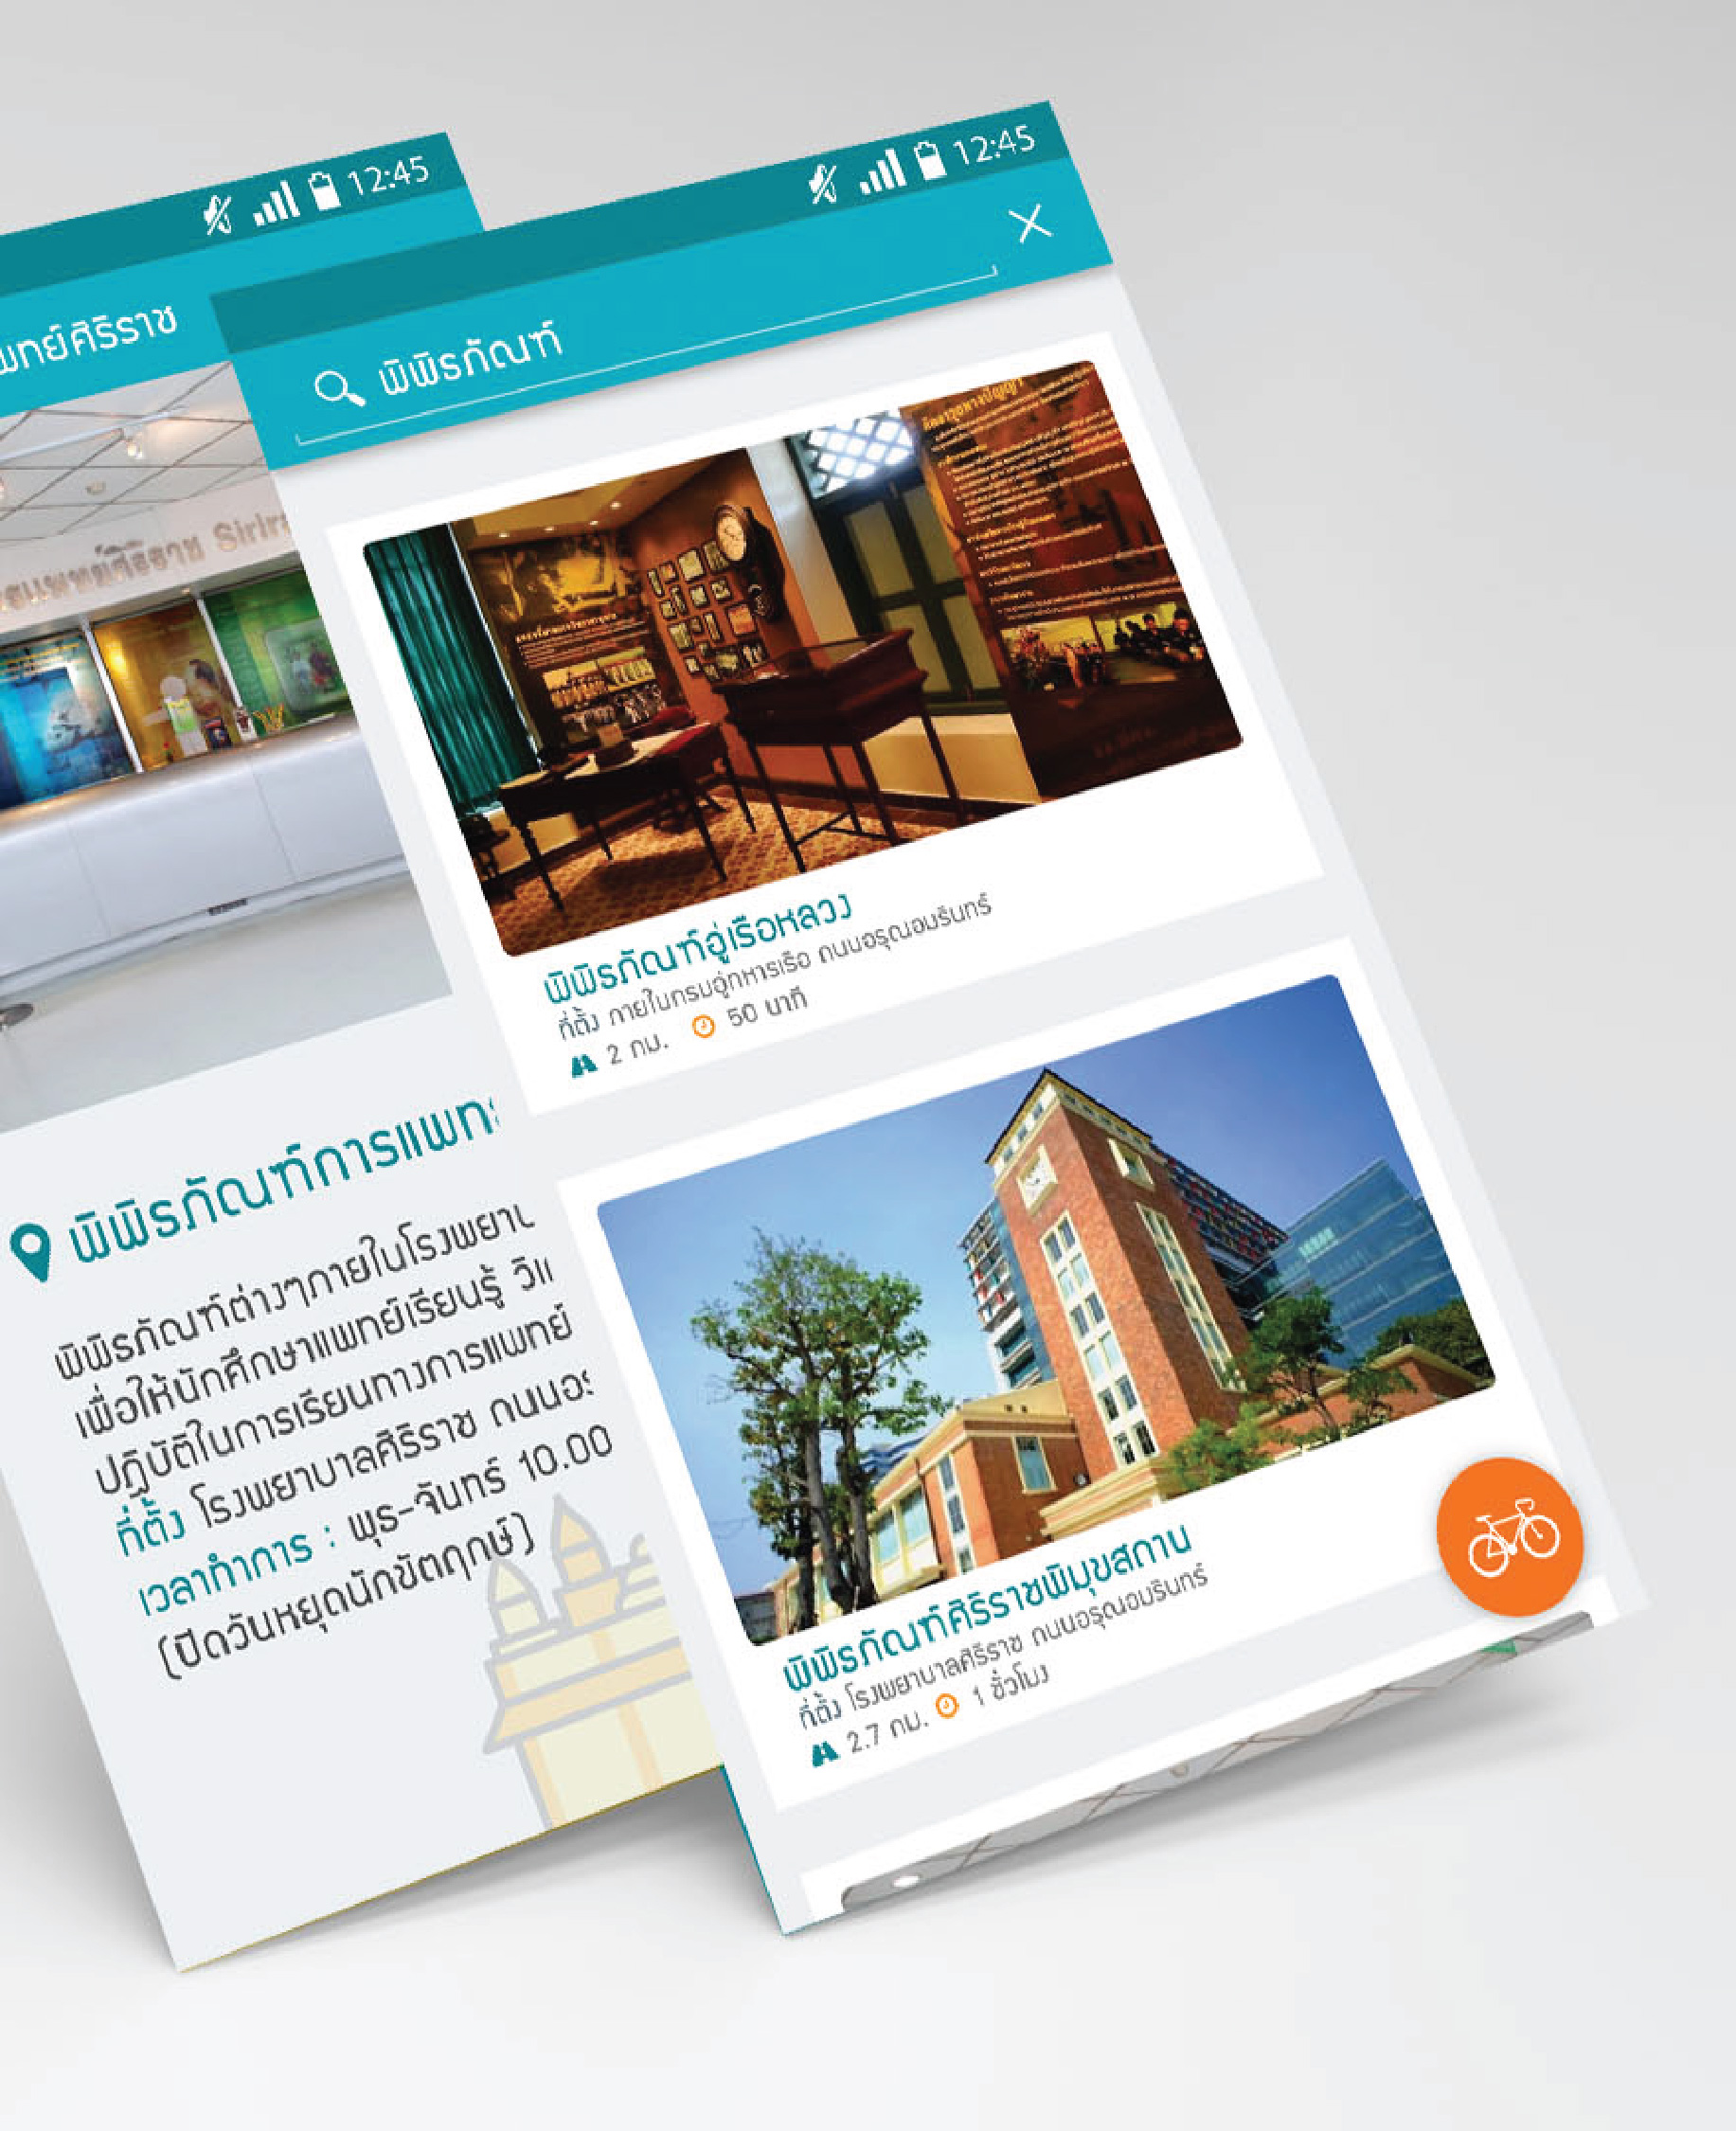 12:45
พทย์ศิริราช
รแพทย์ศิริราช
พิพิธภัณฑ์การแพท
พิพิธภัณฑ์ต่างๆภายในโรงพยาบ
เพื่อให้นักศึกษาแพทย์เรียนรู้ วิแ
ปฏิบัติในการเรียนทางการแพทย์
ที่ตั้ง โรงพยาบาลศิริราช ถนนอร
เวลาทำการ : พุธ-จันทร์ 10.00
(ปิดวันหยุดนักขัตฤกษ์)
12:45
พิพิธภัณฑ์
พิพิธภัณฑ์อู่เรือหลวง
ที่ตั้ง ภายในกรมอู่ทหารเรือ ถนนอรุณอมรินทร์
2 กม. 50 นาที
พิพิธภัณฑ์ศิริราชพิมุขสถาน
ที่ตั้ง โรงพยาบาลศิริราช ถนนอรุณอมรินทร์
2.7 กม. 1 ชั่วโมง